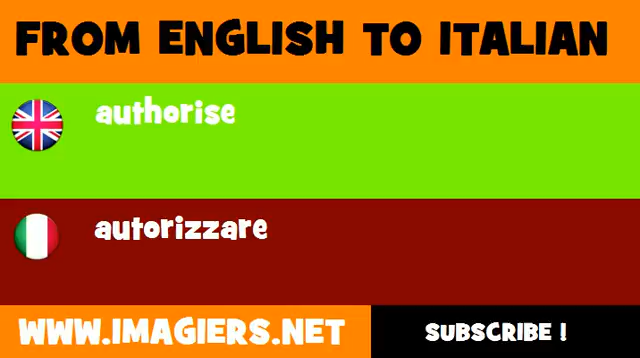 FROM ENGLISH TO ITALIAN
authorise
autorizzare
WWW.IMAGIERS.NET
SUBSCRIBE !